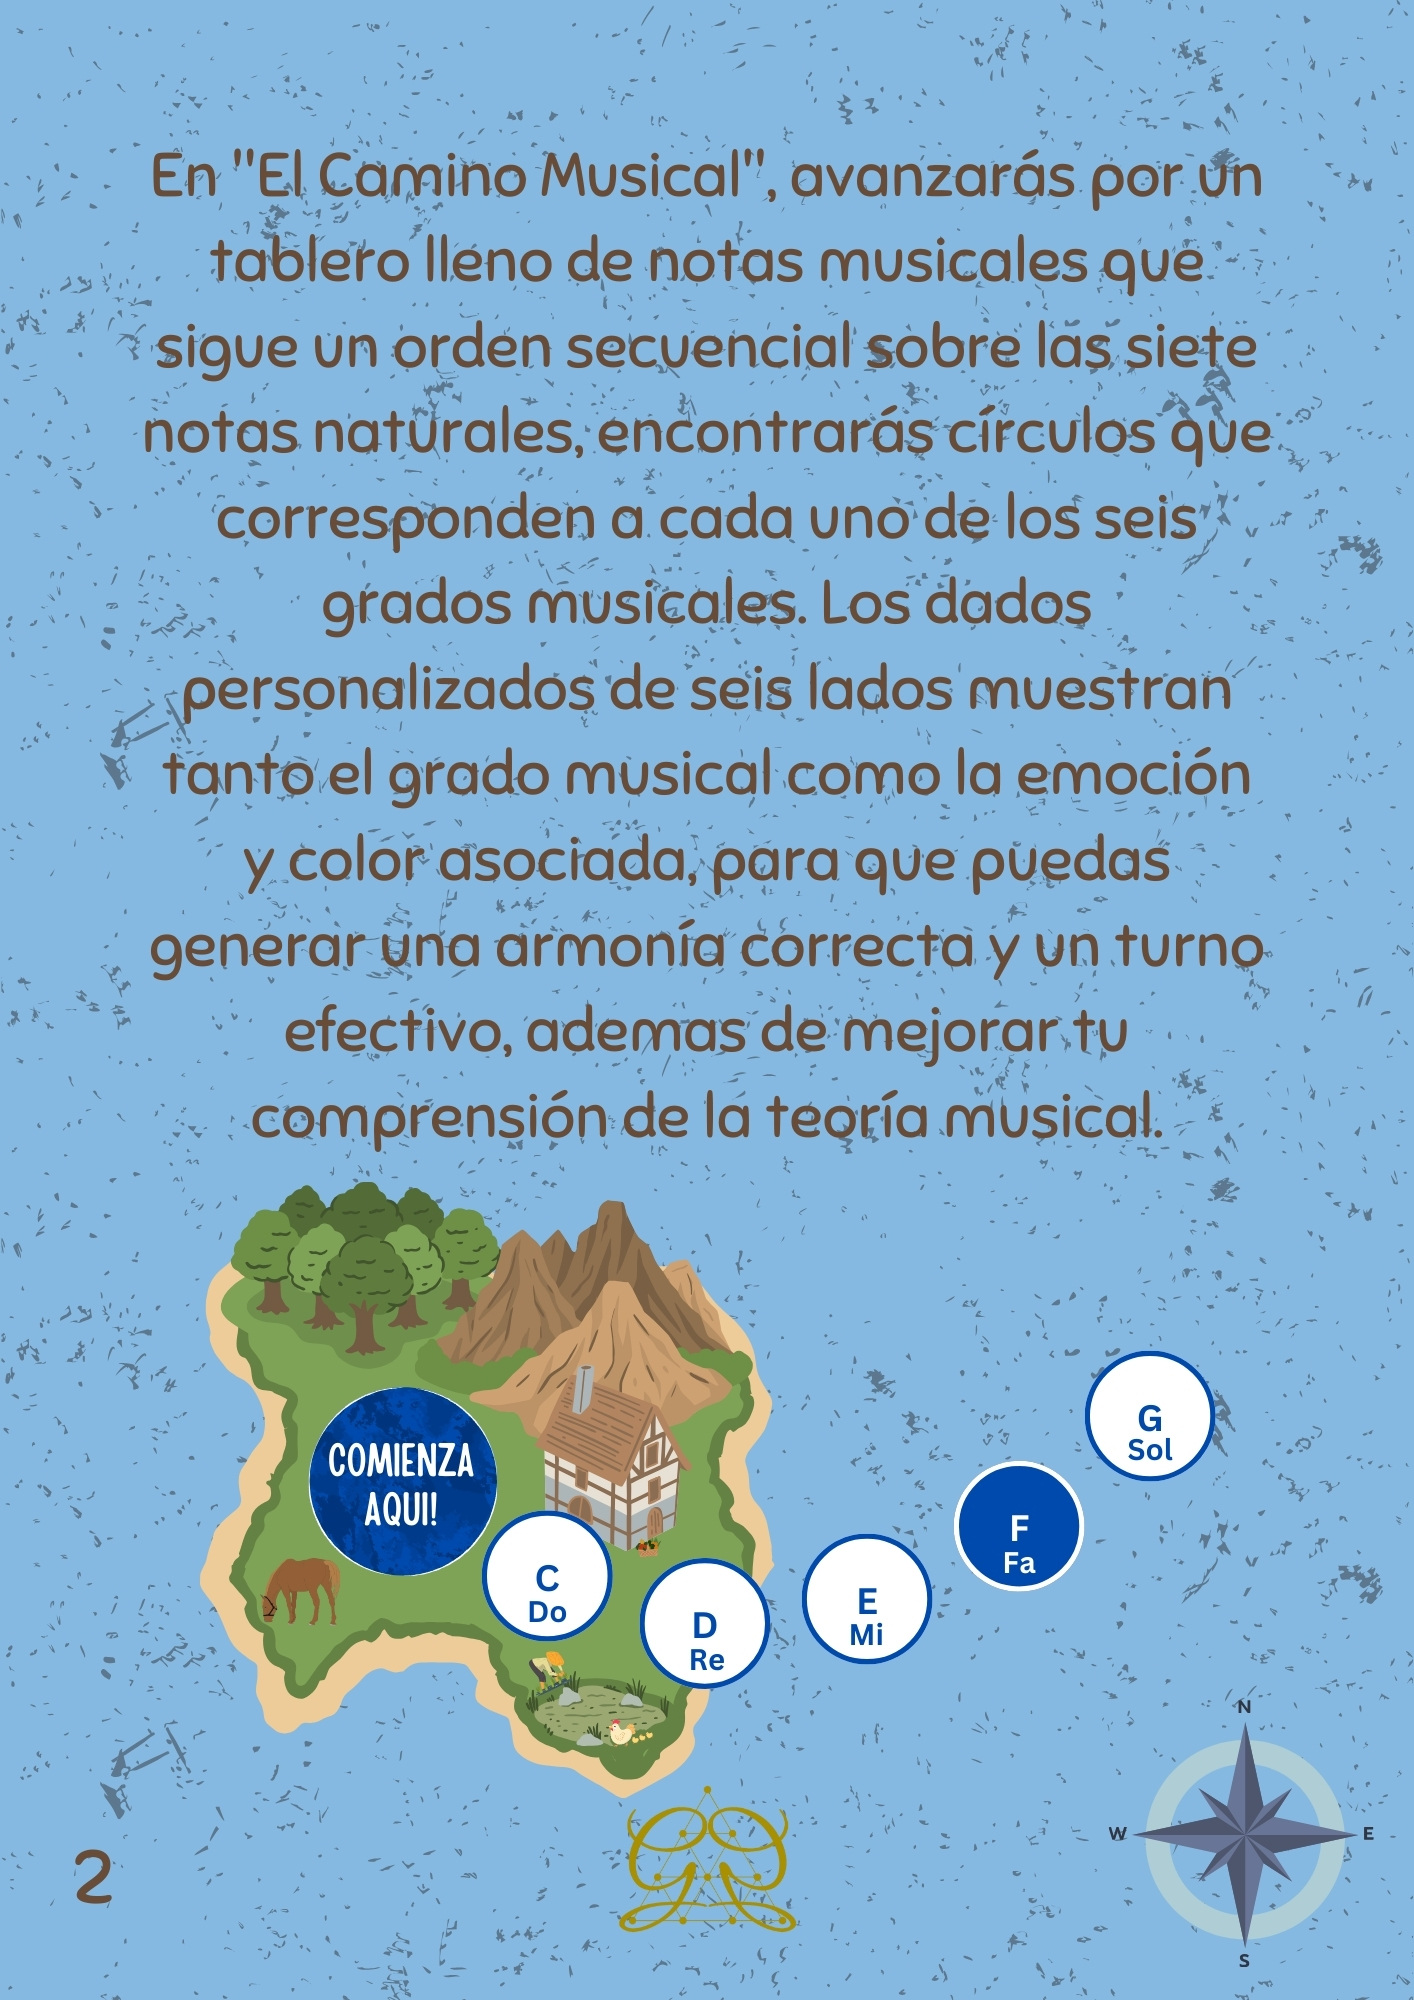 En "El Camino Musical", avanzarás por un
tablero lleno de notas musicales que
sigue un orden secuencial sobre las siete
notas naturales, encontrarás círculos que
corresponden a cada uno de los seis
grados musicales. Los dados
personalizados de seis lados muestran
tanto el grado musical como la emoción
y color asociada, para que puedas
generar una armonía correcta y un turno
efectivo, ademas de mejorar tu
comprensión de la teoría musical.
COMIENZA
AQUI!
C
Do
D
Re
E
Mi
F
Fa
G
Sol
N
W
E
S
2